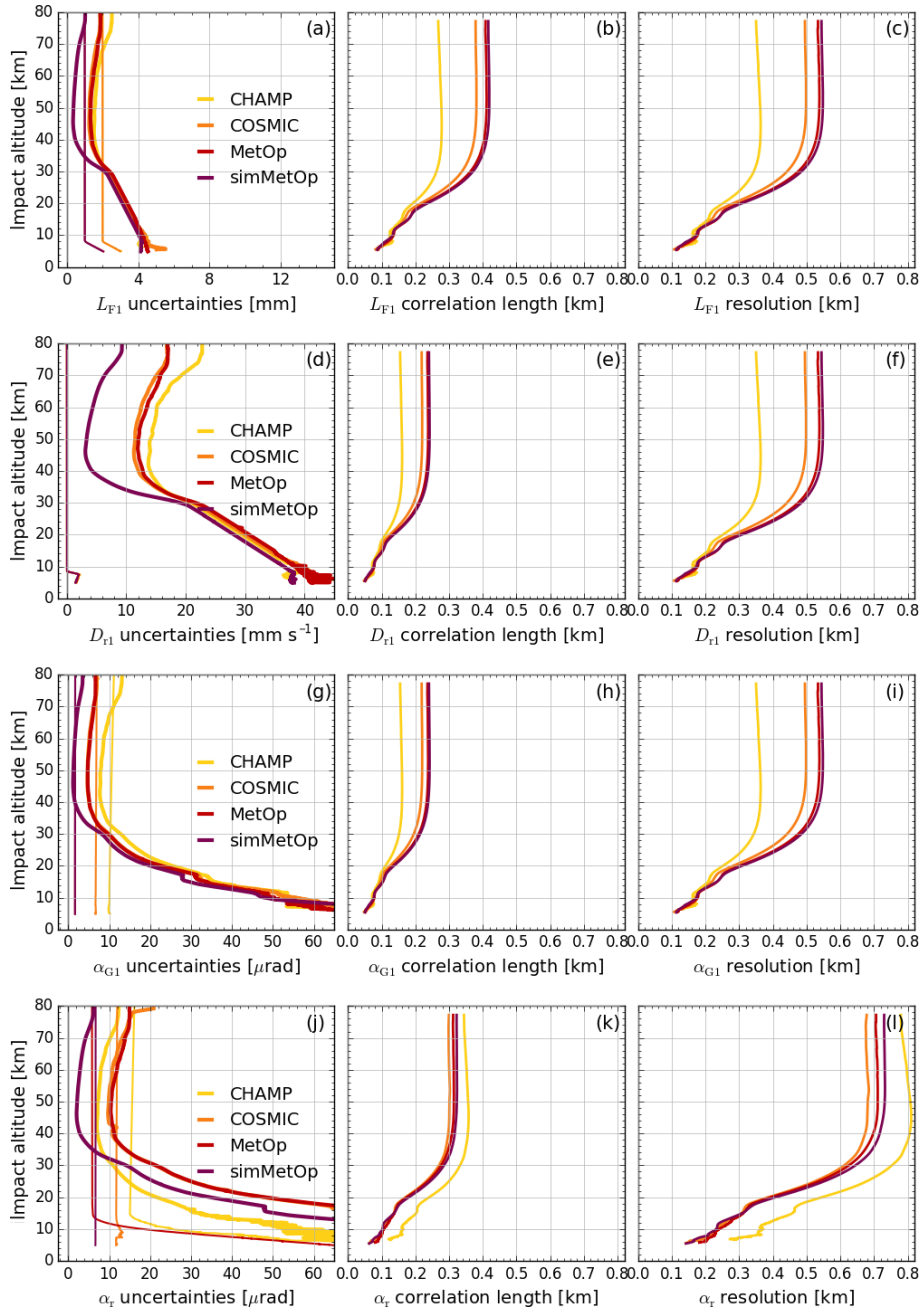 Impact altitude [km]
80
70
60
50
40
30
20
10
0
(a)
CHAMP
COSMIC
MetOp
simMetOp
0 4 8 12
L_F1 uncertainties [mm]
(b)
0.0 0.1 0.2 0.3 0.4 0.5 0.6 0.7 0.8
L_F1 correlation length [km]
(c)
0.1 0.2 0.3 0.4 0.5 0.6 0.7 0.8
L_F1 resolution [km]
Impact altitude [km]
80
70
60
50
40
30
20
10
0
(d)
CHAMP
COSMIC
MetOp
simMetOp
0 10 20 30 40
D_r1 uncertainties [mm s⁻¹]
(e)
0.0 0.1 0.2 0.3 0.4 0.5 0.6 0.7 0.8
D_r1 correlation length [km]
(f)
0.1 0.2 0.3 0.4 0.5 0.6 0.7 0.8
D_r1 resolution [km]
Impact altitude [km]
80
70
60
50
40
30
20
10
0
(g)
CHAMP
COSMIC
MetOp
simMetOp
0 10 20 30 40 50 60
α_G1 uncertainties [μrad]
(h)
0.0 0.1 0.2 0.3 0.4 0.5 0.6 0.7 0.8
α_G1 correlation length [km]
(i)
0.1 0.2 0.3 0.4 0.5 0.6 0.7 0.8
α_G1 resolution [km]
Impact altitude [km]
80
70
60
50
40
30
20
10
0
(j)
CHAMP
COSMIC
MetOp
simMetOp
0 10 20 30 40 50 60
α_r uncertainties [μrad]
(k)
0.0 0.1 0.2 0.3 0.4 0.5 0.6 0.7 0.8
α_r correlation length [km]
(l)
0.1 0.2 0.3 0.4 0.5 0.6 0.7 0.8
α_r resolution [km]